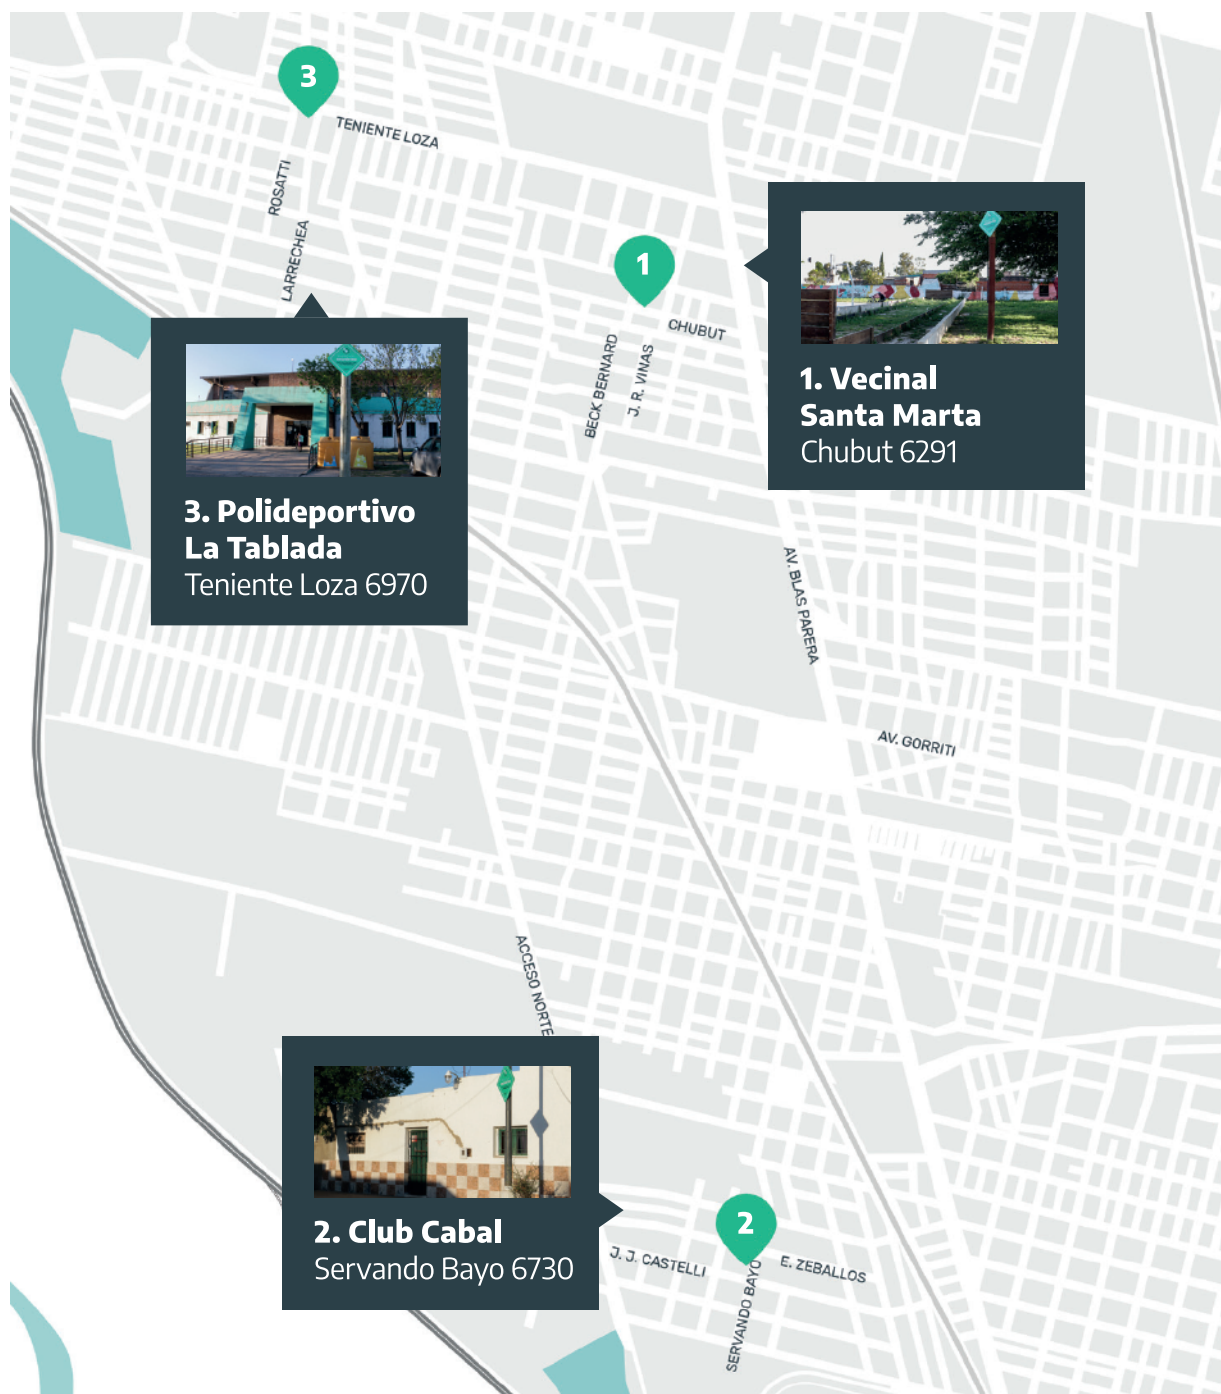 3
TENIENTE LOZA
ROSATTI
LARRECHEA
1
CHUBUT
BECK BERNARD
J. R. VINAS
1. Vecinal
Santa Marta
Chubut 6291
3. Polideportivo
La Tablada
Teniente Loza 6970
AV. BLAS PARERA
AV. GORRITI
ACCESO NORTE
2. Club Cabal
Servando Bayo 6730
2
J. J. CASTELLI
E. ZEBALLOS
SERVANDO BAYO